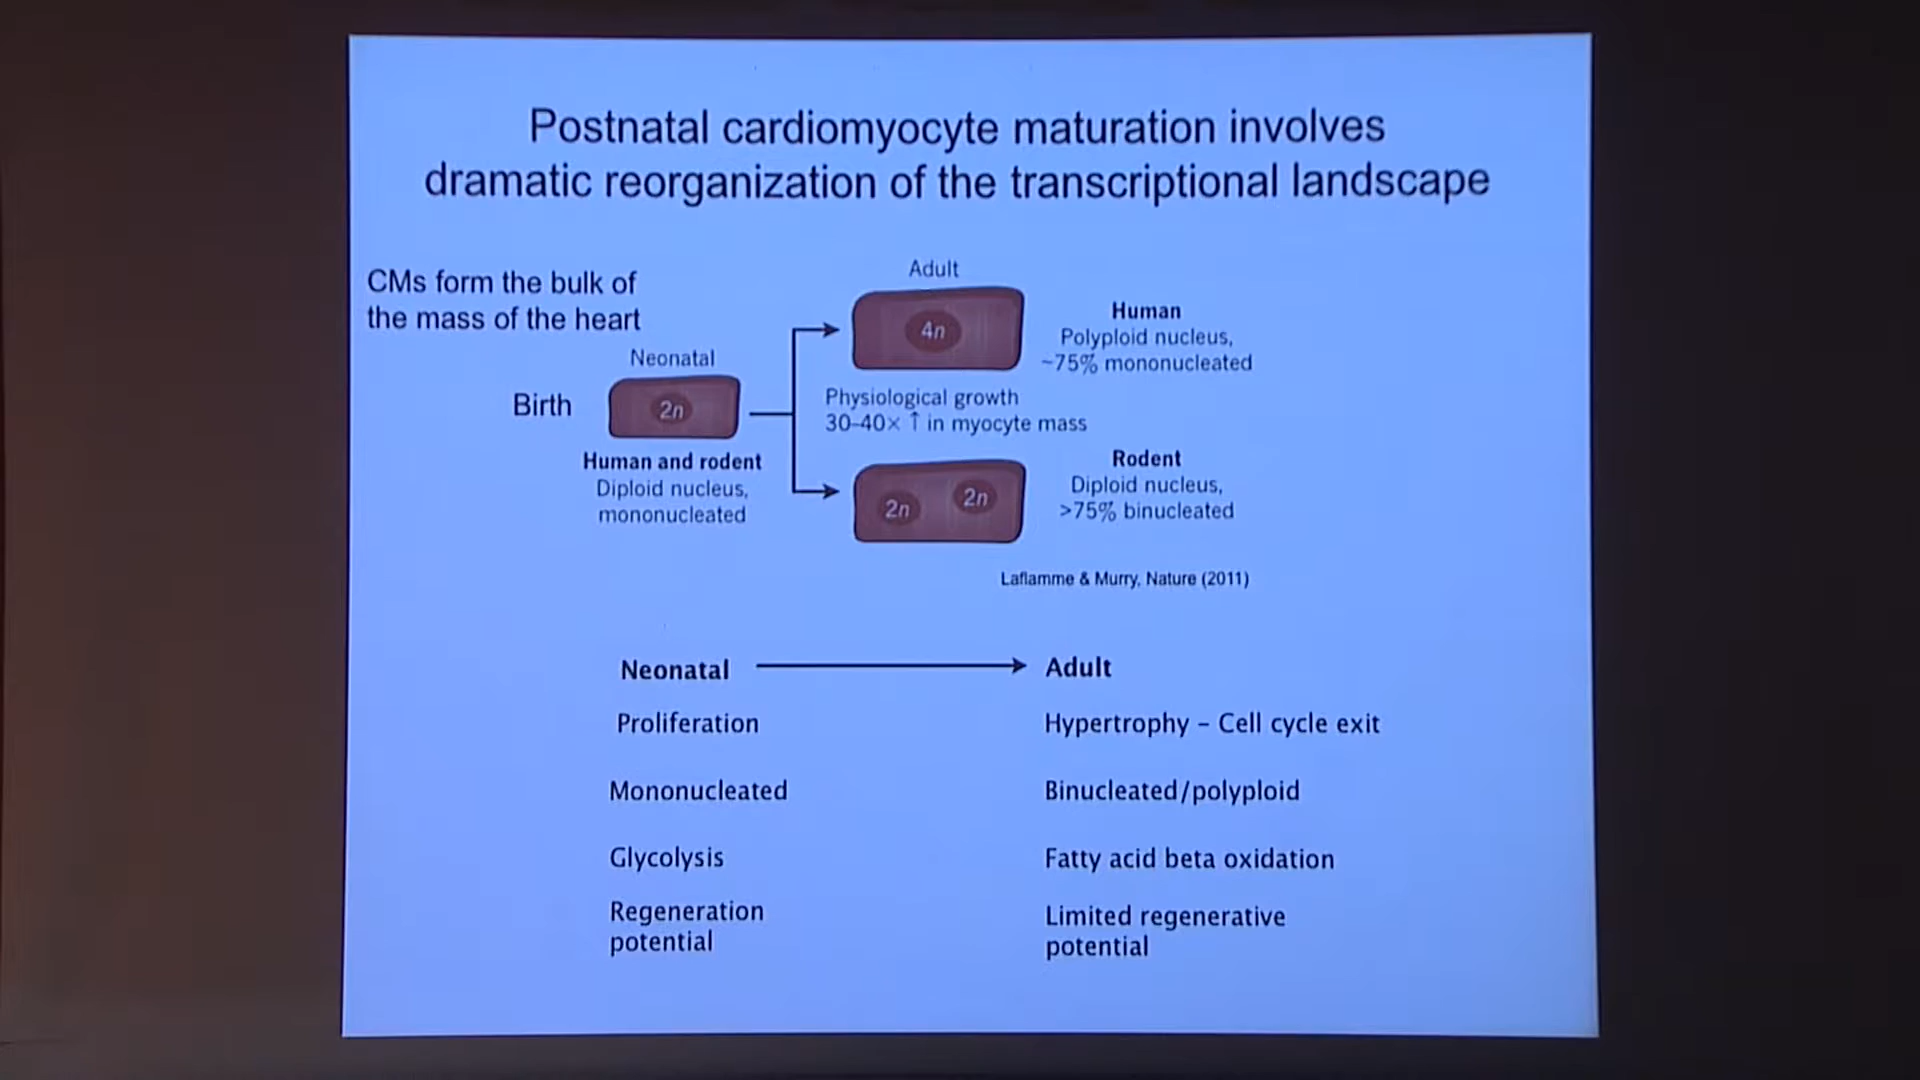 Postnatal cardiomyocyte maturation involves
dramatic reorganization of the transcriptional landscape
CMs form the bulk of
the mass of the heart
Birth
Neonatal
2n
Human and rodent
Diploid nucleus,
mononucleated
Adult
4n
Human
Polyploid nucleus,
~75% mononucleated
Physiological growth
30–40× ↑ in myocyte mass
2n
2n
Rodent
Diploid nucleus,
>75% binucleated
Laflamme & Murry, Nature (2011)
Neonatal
Adult
Proliferation
Hypertrophy – Cell cycle exit
Mononucleated
Binucleated/polyploid
Glycolysis
Fatty acid beta oxidation
Regeneration
potential
Limited regenerative
potential